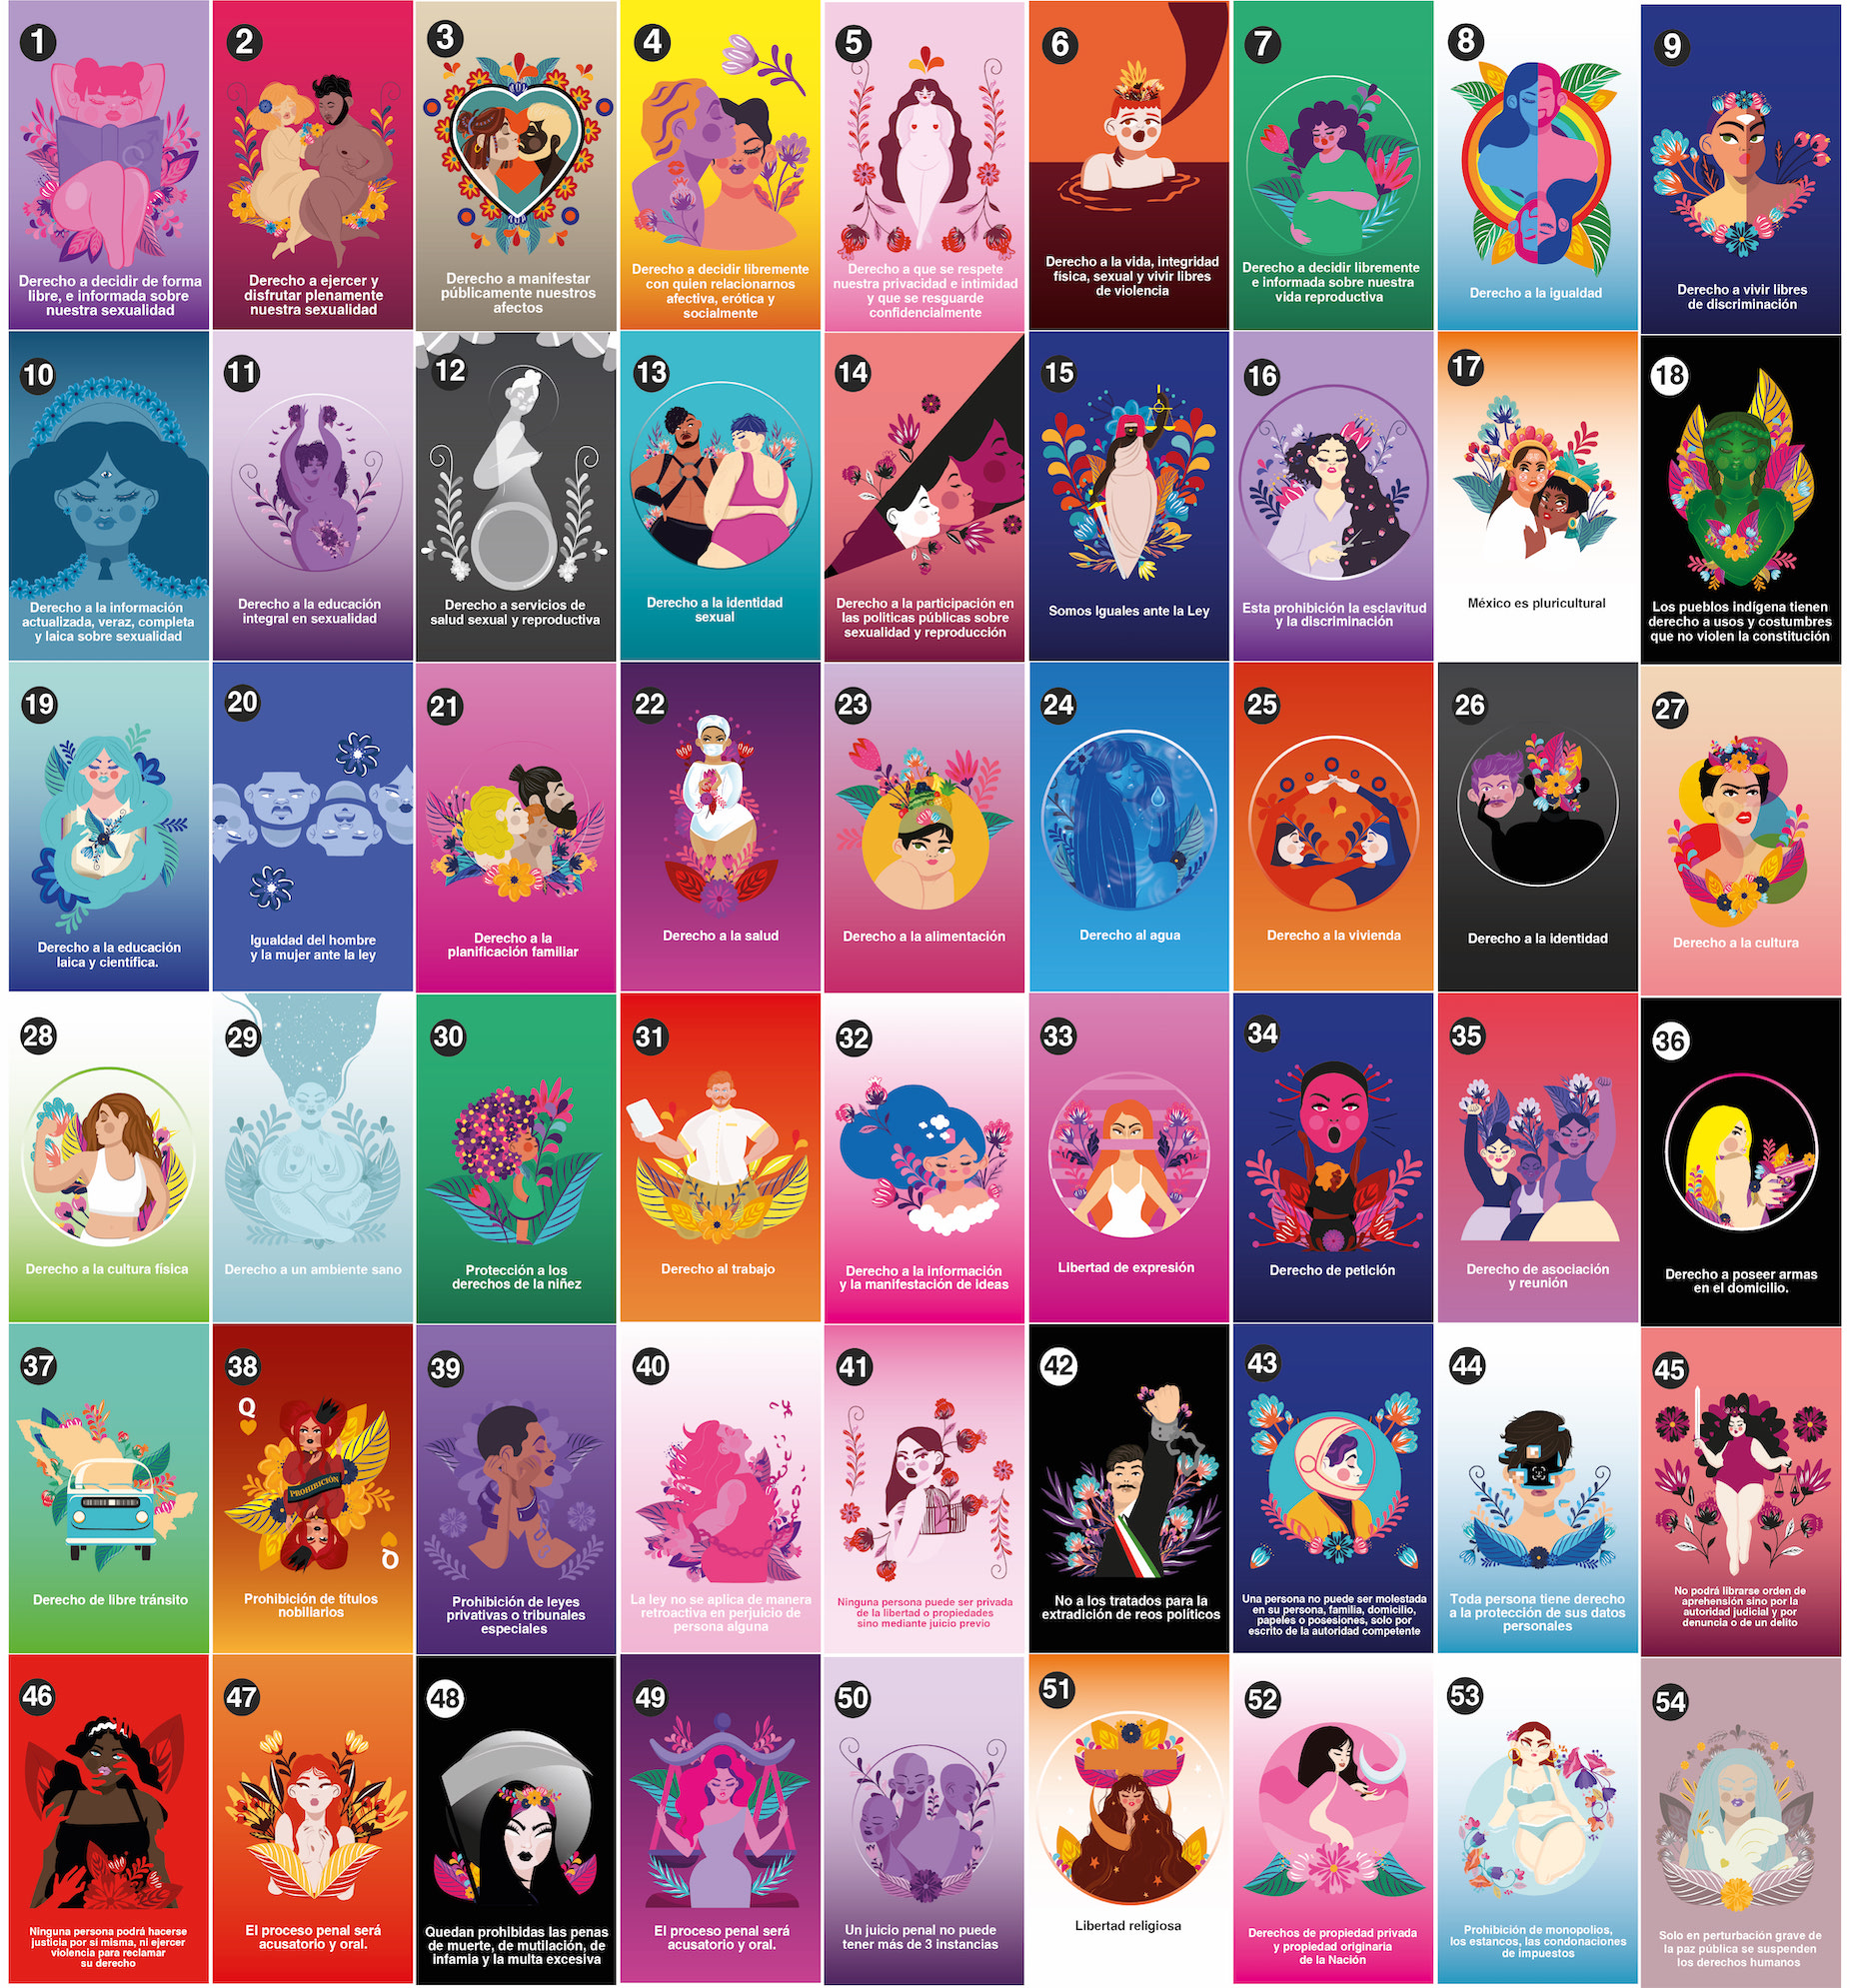 1
Derecho a decidir de forma
libre, e informada sobre
nuestra sexualidad
2
Derecho a ejercer y
disfrutar plenamente
nuestra sexualidad
3
Derecho a manifestar
públicamente nuestros
afectos
4
Derecho a decidir libremente
con quien relacionarnos
afectiva, erótica y
socialmente
5
Derecho a que se respete
nuestra privacidad e intimidad
y que se resguarde
confidencialmente
6
Derecho a la vida, integridad
física, sexual y vivir libres
de violencia
7
Derecho a decidir libremente
e informada sobre nuestra
vida reproductiva
8
Derecho a la igualdad
9
Derecho a vivir libres
de discriminación
10
Derecho a la información
actualizada, veraz, completa
y laica sobre sexualidad
11
Derecho a la educación
integral en sexualidad
12
Derecho a servicios de
salud sexual y reproductiva
13
Derecho a la identidad
sexual
14
Derecho a la participación en
las politicas públicas sobre
sexualidad y reproducción
15
Somos Iguales ante la Ley
16
Esta prohibición la esclavitud
y la discriminación
17
México es pluricultural
18
Los pueblos indígena tienen
derecho a usos y costumbres
que no violen la constitución
19
Derecho a la educación
laica y científica.
20
Igualdad del hombre
y la mujer ante la ley
21
Derecho a la
planificación familiar
22
Derecho a la salud
23
Derecho a la alimentación
24
Derecho al agua
25
Derecho a la vivienda
26
Derecho a la identidad
27
Derecho a la cultura
28
Derecho a la cultura física
29
Derecho a un ambiente sano
30
Protección a los
derechos de la niñez
31
Derecho al trabajo
32
Derecho a la información
y la manifestación de ideas
33
Libertad de expresión
34
Derecho de petición
35
Derecho de asociación
y reunión
36
Derecho a poseer armas
en el domicilio.
37
Derecho de libre tránsito
38
Q
PROHIBICIÓN
Q
Prohibición de títulos
nobiliarios
39
Prohibición de leyes
privativas o tribunales
especiales
40
La ley no se aplica de manera
retroactiva en perjuicio de
persona alguna
41
Ninguna persona puede ser privada
de la libertad o propiedades
sino mediante juicio previo
42
No a los tratados para la
extradición de reos políticos
43
Una persona no puede ser molestada
en su persona, familia, domicilio,
papeles o posesiones, solo por
escrito de la autoridad competente
44
Toda persona tiene derecho
a la protección de sus datos
personales
45
No podrá librarse orden de
aprehensión sino por la
autoridad judicial y por
denuncia o de un delito
46
Ninguna persona podrá hacerse
justicia por sí misma, ni ejercer
violencia para reclamar
su derecho
47
El proceso penal será
acusatorio y oral.
48
Quedan prohibidas las penas
de muerte, de mutilación, de
infamia y la multa excesiva
49
El proceso penal será
acusatorio y oral.
50
Un juicio penal no puede
tener más de 3 instancias
51
Libertad religiosa
52
Derechos de propiedad privada
y propiedad originaria
de la Nación
53
Prohibición de monopolios,
los estancos, las condonaciones
de impuestos
54
Solo en perturbación grave de
la paz pública se suspenden
los derechos humanos